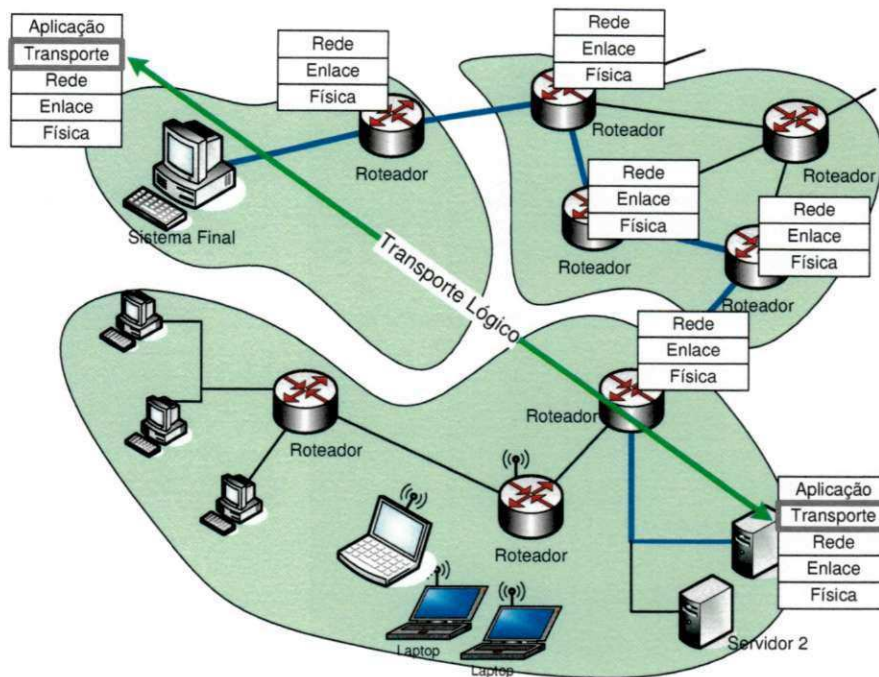 Aplicação
Transporte
Rede
Enlace
Física
Sistema Final
Rede
Enlace
Física
Roteador
Rede
Enlace
Física
Roteador
Roteador
Rede
Enlace
Física
Roteador
Rede
Enlace
Física
Roteador
Transporte Lógico
Rede
Enlace
Física
Roteador
Roteador
Roteador
Laptop
Laptop
Aplicação
Transporte
Rede
Enlace
Física
Servidor 2